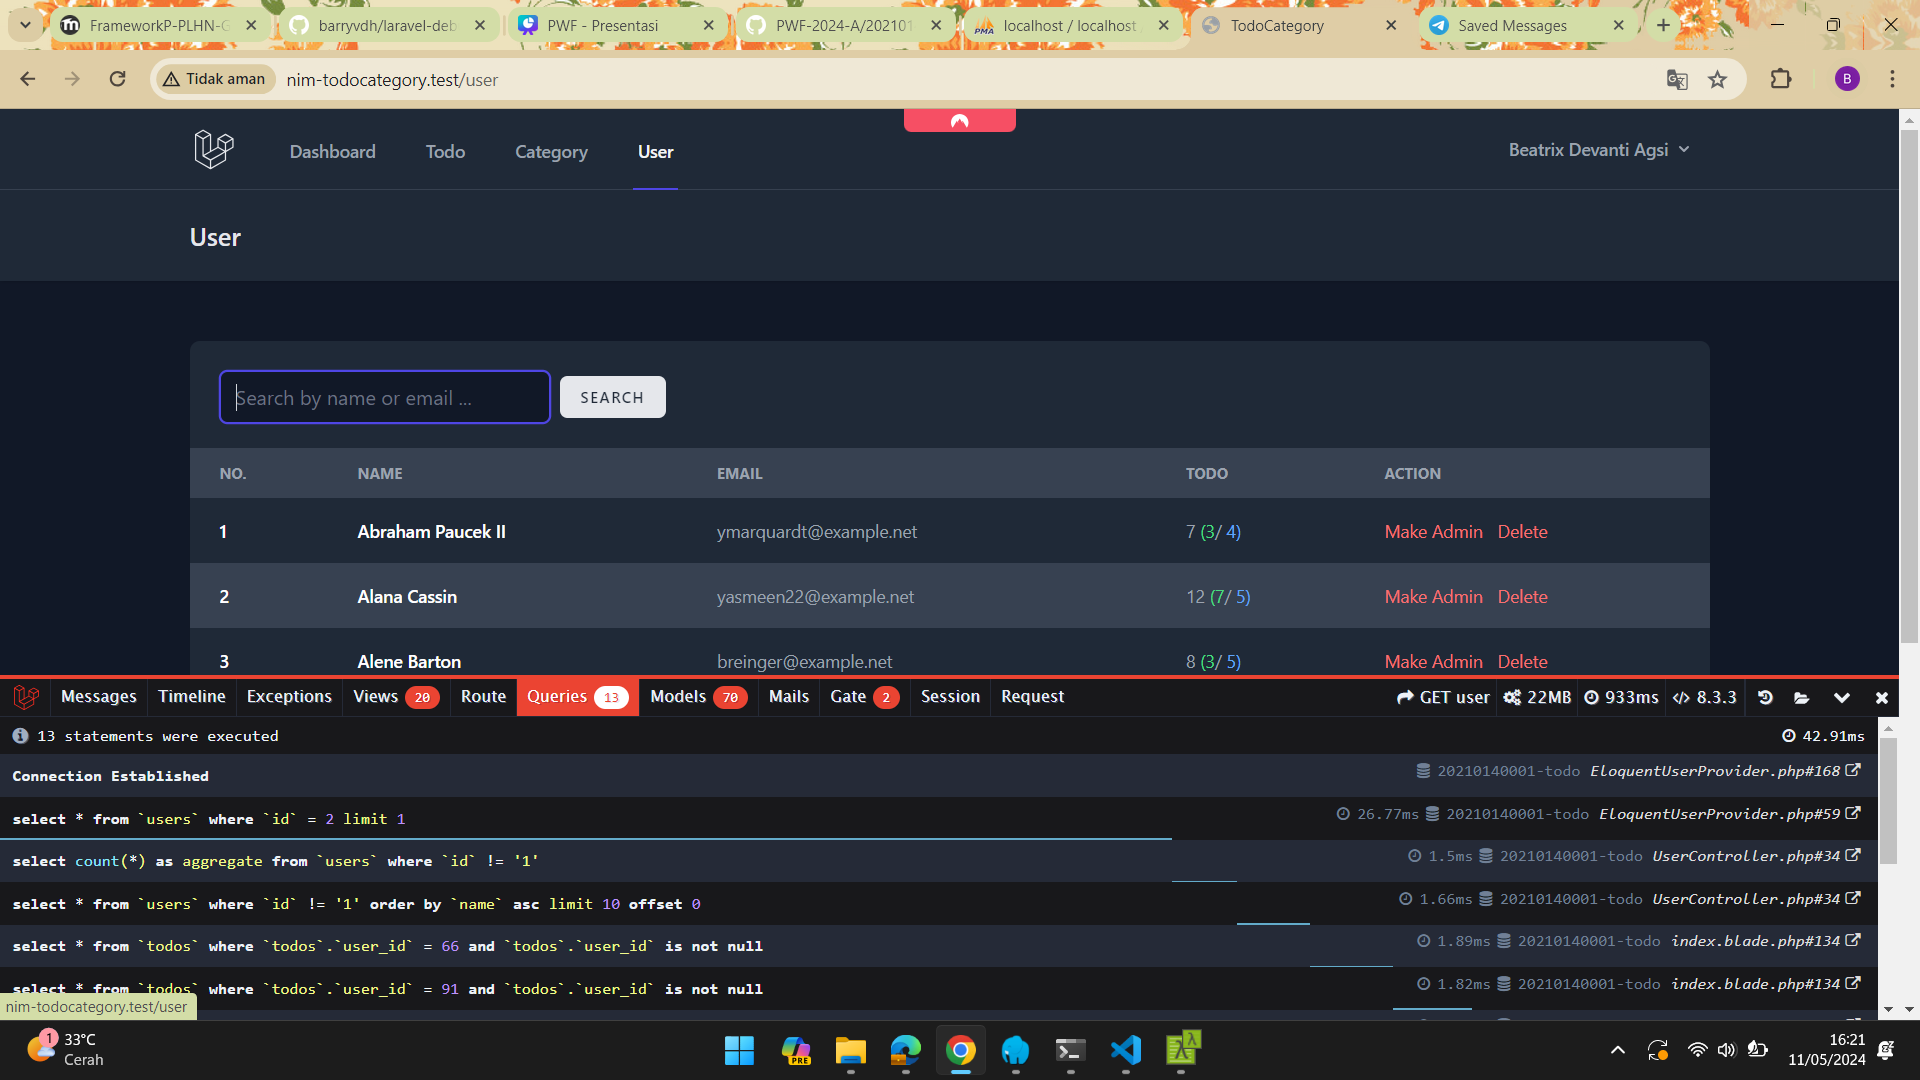 FrameworkP-PLHN-G
barryvdh/laravel-deb
PWF - Presentasi
PWF-2024-A/202101
localhost / localhost
TodoCategory
Saved Messages
Tidak aman
nim-todocategory.test/user
B
Dashboard
Todo
Category
User
Beatrix Devanti Agsi
User
Search by name or email ...
SEARCH
NO. NAME EMAIL TODO ACTION
1 Abraham Paucek II ymarquardt@example.net 7 (3/ 4) Make Admin Delete
2 Alana Cassin yasmeen22@example.net 12 (7/ 5) Make Admin Delete
3 Alene Barton breinger@example.net 8 (3/ 5) Make Admin Delete
Messages Timeline Exceptions Views 20 Route Queries 13 Models 70 Mails Gate 2 Session Request GET user 22MB 933ms 8.3.3
13 statements were executed 42.91ms
Connection Established 20210140001-todo EloquentUserProvider.php#168
select * from `users` where `id` = 2 limit 1 26.77ms 20210140001-todo EloquentUserProvider.php#59
select count(*) as aggregate from `users` where `id` != '1' 1.5ms 20210140001-todo UserController.php#34
select * from `users` where `id` != '1' order by `name` asc limit 10 offset 0 1.66ms 20210140001-todo UserController.php#34
select * from `todos` where `todos`.`user_id` = 66 and `todos`.`user_id` is not null 1.89ms 20210140001-todo index.blade.php#134
select * from `todos` where `todos`.`user_id` = 91 and `todos`.`user_id` is not null 1.82ms 20210140001-todo index.blade.php#134
nim-todocategory.test/user
1
33°C
Cerah
PRE
16:21
11/05/2024